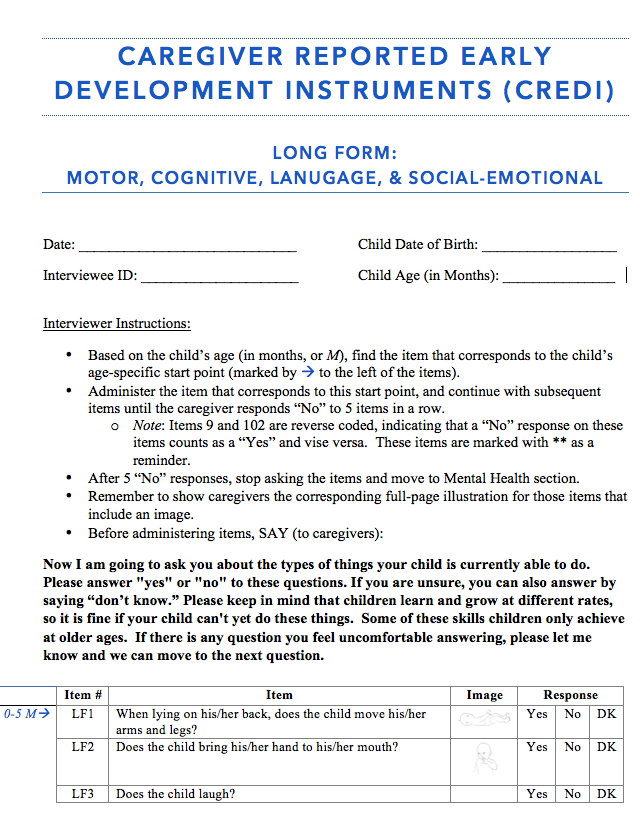 CAREGIVER REPORTED EARLY
DEVELOPMENT INSTRUMENTS (CREDI)
LONG FORM:
MOTOR, COGNITIVE, LANUGAGE, & SOCIAL-EMOTIONAL
Date: ____________________________ Child Date of Birth: __________________
Interviewee ID: _____________________ Child Age (in Months): _______________
Interviewer Instructions:
• Based on the child's age (in months, or M), find the item that corresponds to the child's
age-specific start point (marked by → to the left of the items).
• Administer the item that corresponds to this start point, and continue with subsequent
items until the caregiver responds “No” to 5 items in a row.
o Note: Items 9 and 102 are reverse coded, indicating that a “No” response on these
items counts as a “Yes” and vise versa. These items are marked with ** as a
reminder.
• After 5 “No” responses, stop asking the items and move to Mental Health section.
• Remember to show caregivers the corresponding full-page illustration for those items that
include an image.
• Before administering items, SAY (to caregivers):
Now I am going to ask you about the types of things your child is currently able to do.
Please answer "yes" or "no" to these questions. If you are unsure, you can also answer by
saying “don't know.” Please keep in mind that children learn and grow at different rates,
so it is fine if your child can't yet do these things. Some of these skills children only achieve
at older ages. If there is any question you feel uncomfortable answering, please let me
know and we can move to the next question.
Item # Item Image Response
0-5 M→ LF1 When lying on his/her back, does the child move his/her Yes No DK
arms and legs?
LF2 Does the child bring his/her hand to his/her mouth? Yes No DK
LF3 Does the child laugh? Yes No DK